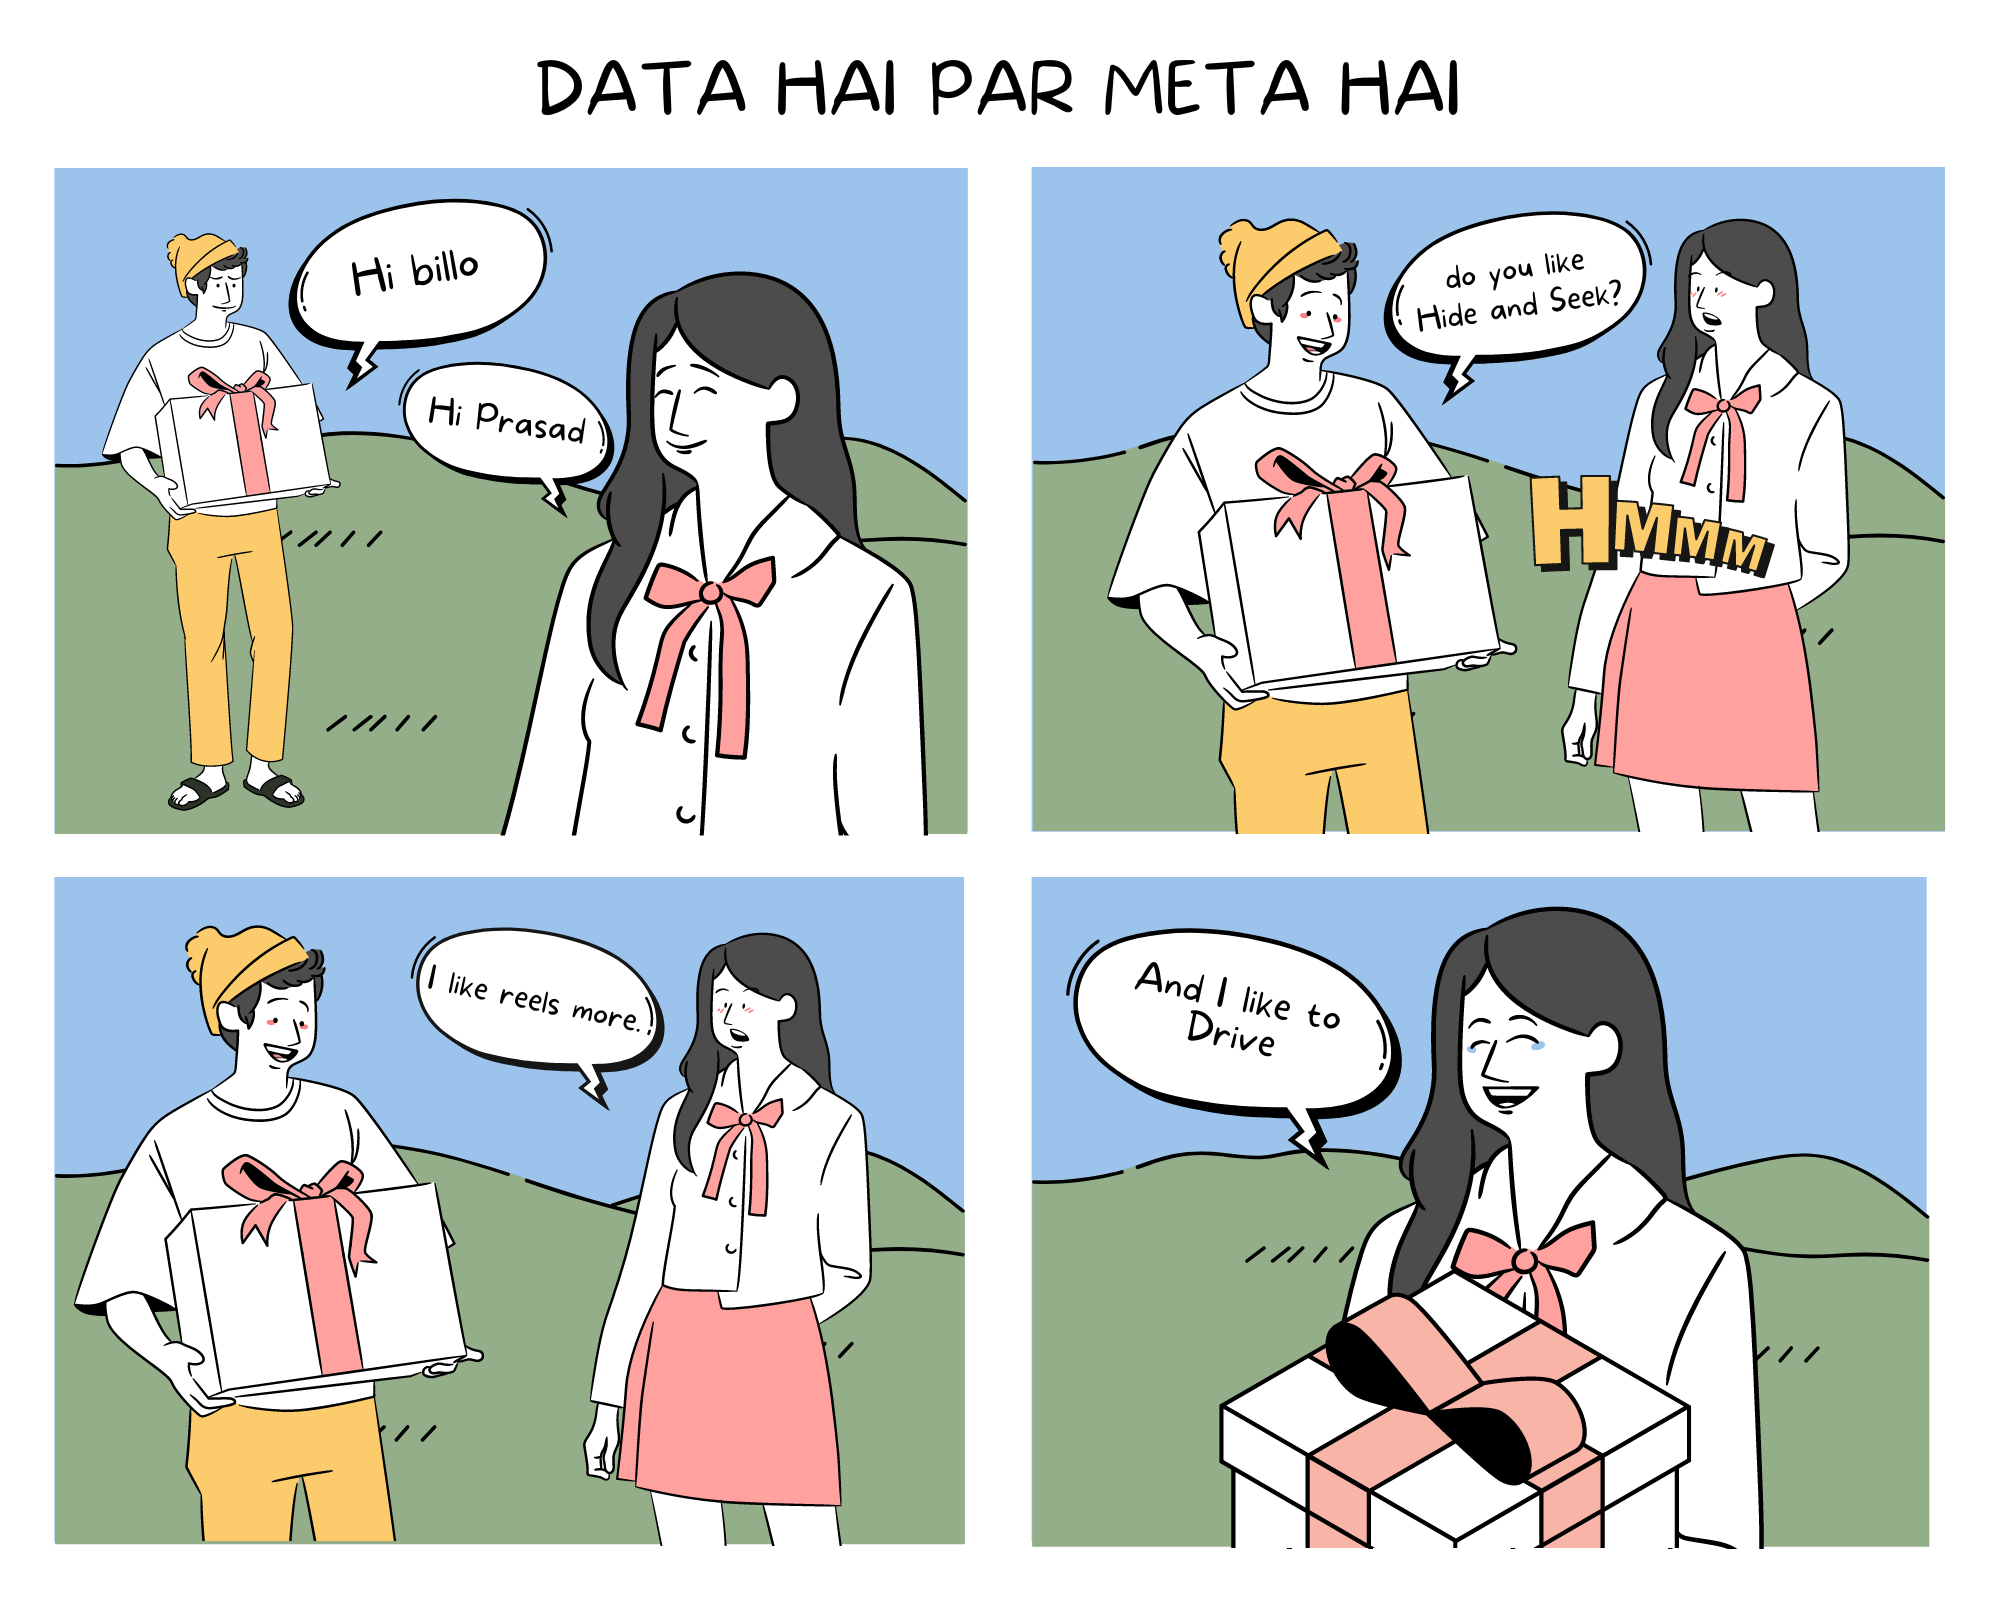 DATA HAI PAR META HAI
Hi billo
Hi Prasad
do you like
Hide and Seek?
HMMMM
I like reels more.
And I like to
Drive